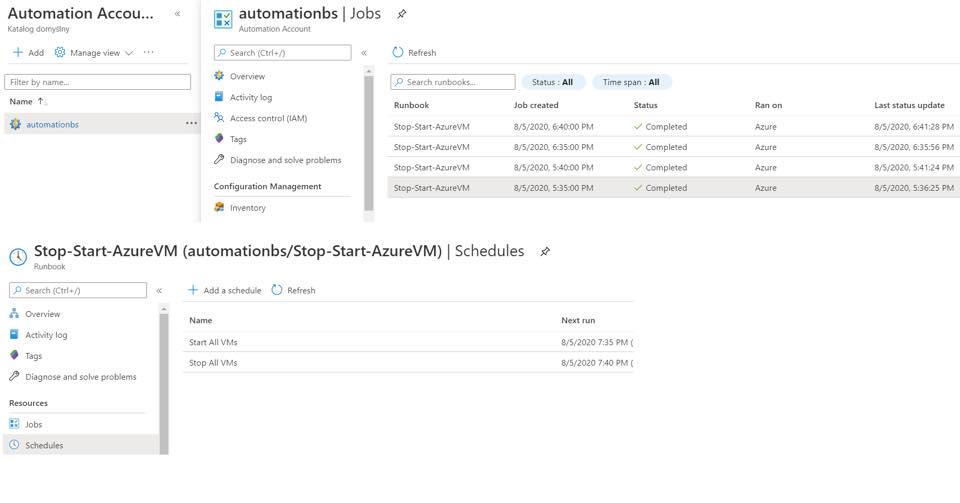 Automation Accou...
Katalog domyślny
Add Manage view ...
Filter by name...
Name ↑
automationbs ...
automationbs | Jobs
Automation Account
Search (Ctrl+/)
Overview
Activity log
Access control (IAM)
Tags
Diagnose and solve problems
Configuration Management
Inventory
Refresh
Search runbooks... Status : All Time span : All
Runbook Job created Status Ran on Last status update
Stop-Start-AzureVM 8/5/2020, 6:40:00 PM Completed Azure 8/5/2020, 6:41:28 PM
Stop-Start-AzureVM 8/5/2020, 6:35:00 PM Completed Azure 8/5/2020, 6:35:56 PM
Stop-Start-AzureVM 8/5/2020, 5:40:00 PM Completed Azure 8/5/2020, 5:41:24 PM
Stop-Start-AzureVM 8/5/2020, 5:35:00 PM Completed Azure 8/5/2020, 5:36:25 PM
Stop-Start-AzureVM (automationbs/Stop-Start-AzureVM) | Schedules
Runbook
Search (Ctrl+/)
Overview
Activity log
Tags
Diagnose and solve problems
Resources
Jobs
Schedules
Add a schedule Refresh
Name Next run
Start All VMs 8/5/2020 7:35 PM (
Stop All VMs 8/5/2020 7:40 PM (